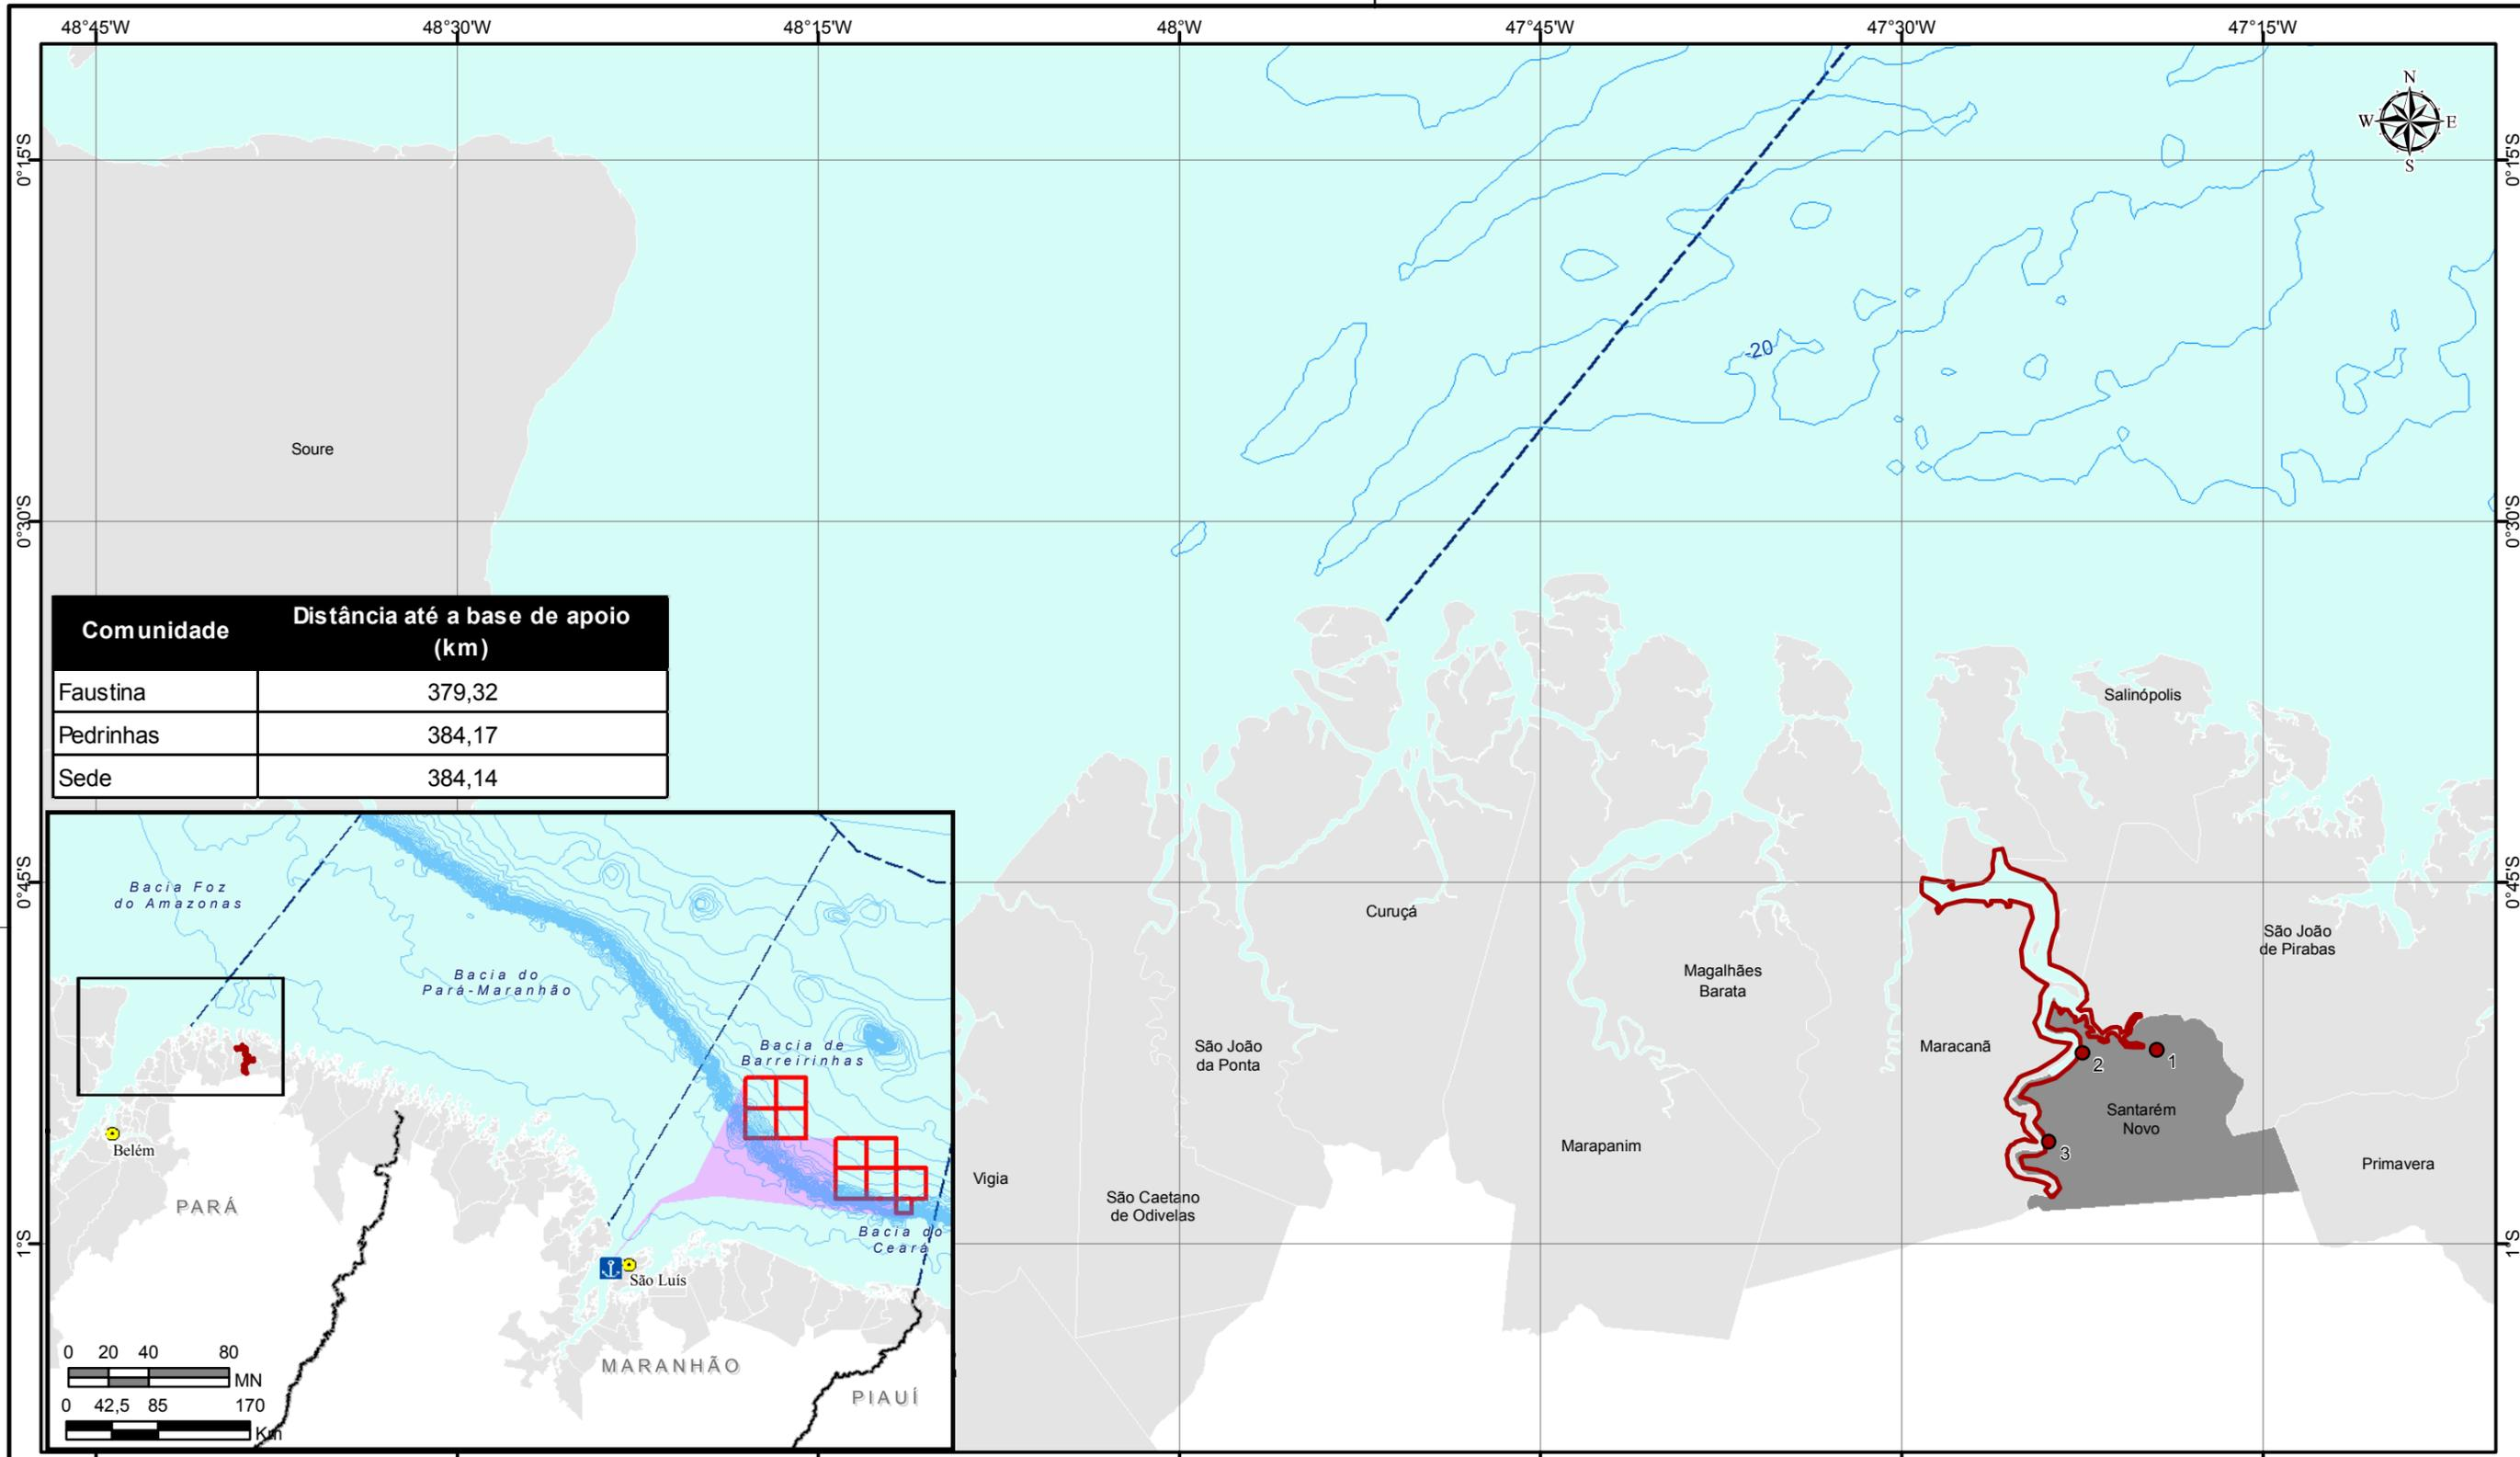 48°45'W 48°30'W 48°15'W 48°W 47°45'W 47°30'W 47°15'W
N
W E
S
0°15'S 0°15'S
-20
Soure
0°30'S 0°30'S
Comunidade Distância até a base de apoio
(km)
Faustina 379,32
Pedrinhas 384,17
Sede 384,14
Salinópolis
0°45'S 0°45'S
Curuçá
São João
de Pirabas
Magalhães
Barata
Maracanã
São João
da Ponta
1
2
Santarém
Novo
3
Marapanim
Primavera
Vigia
São Caetano
de Odivelas
1°S 1°S
Bacia Foz
do Amazonas
Bacia do
Pará-Maranhão
Bacia de
Barreirinhas
Belém
PARÁ
Bacia do
Ceará
São Luís
MARANHÃO
PIAUÍ
0 20 40 80
MN
0 42,5 85 170
Km